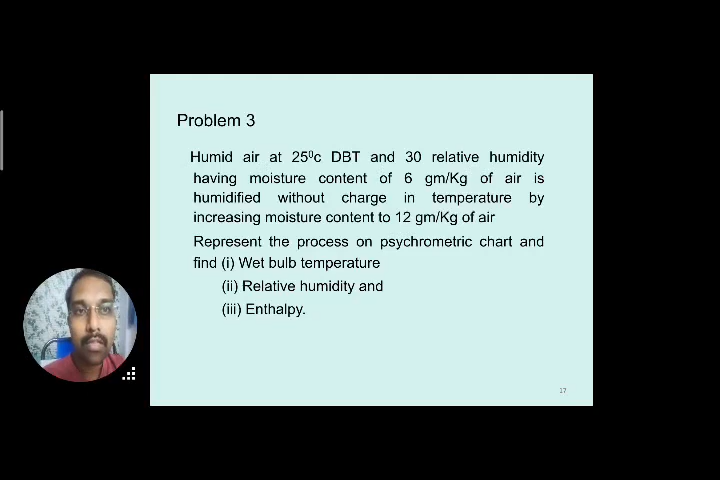 Problem 3
Humid air at 25⁰c DBT and 30 relative humidity
having moisture content of 6 gm/Kg of air is
humidified without charge in temperature by
increasing moisture content to 12 gm/Kg of air
Represent the process on psychrometric chart and
find (i) Wet bulb temperature
(ii) Relative humidity and
(iii) Enthalpy.
17